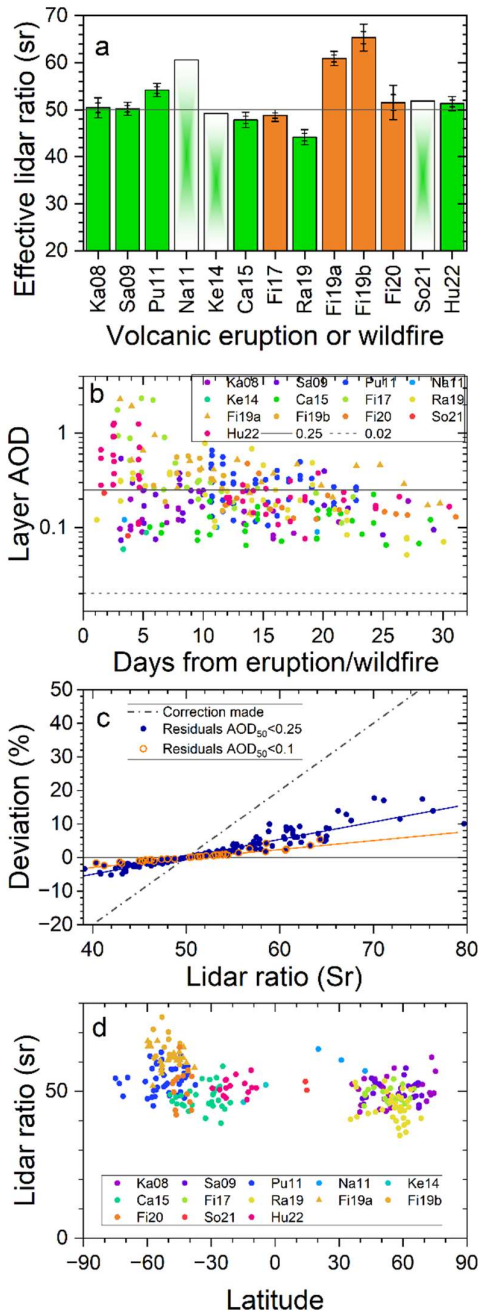 a
Effective lidar ratio (sr)
70
60
50
40
30
20
Ka08
Sa09
Pu11
Na11
Ke14
Ca15
Fi17
Ra19
Fi19a
Fi19b
Fi20
So21
Hu22
Volcanic eruption or wildfire
b
Layer AOD
1
0.1
Ka08 Sa09 Pu11 Na11
Ke14 Ca15 Fi17 Ra19
Fi19a Fi19b Fi20 So21
Hu22 0.25 0.02
0 5 10 15 20 25 30
Days from eruption/wildfire
c
Deviation (%)
50
40
30
20
10
0
−10
−20
Correction made
Residuals AOD50<0.25
Residuals AOD50<0.1
40 50 60 70 80
Lidar ratio (Sr)
d
Lidar ratio (sr)
50
0
Ka08 Sa09 Pu11 Na11 Ke14
Ca15 Fi17 Ra19 Fi19a Fi19b
Fi20 So21 Hu22
−90 −60 −30 0 30 60 90
Latitude